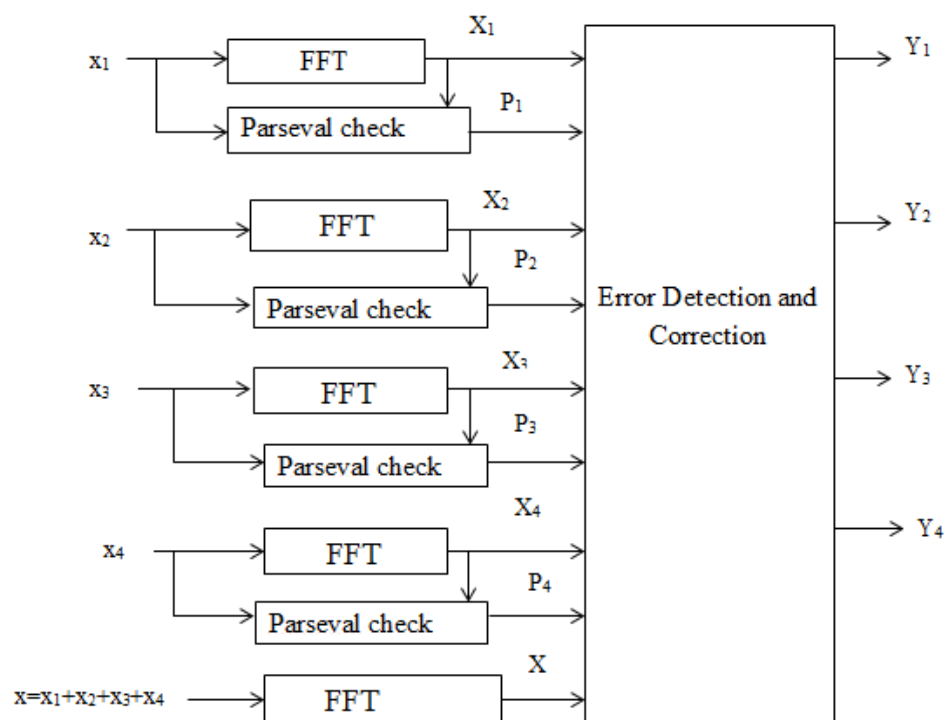 X₁
x₁ FFT Y₁
P₁
Parseval check
X₂
x₂ FFT Y₂
P₂
Parseval check
Error Detection and
Correction
X₃
x₃ FFT Y₃
P₃
Parseval check
X₄
x₄ FFT Y₄
P₄
Parseval check
X
x=x₁+x₂+x₃+x₄ FFT